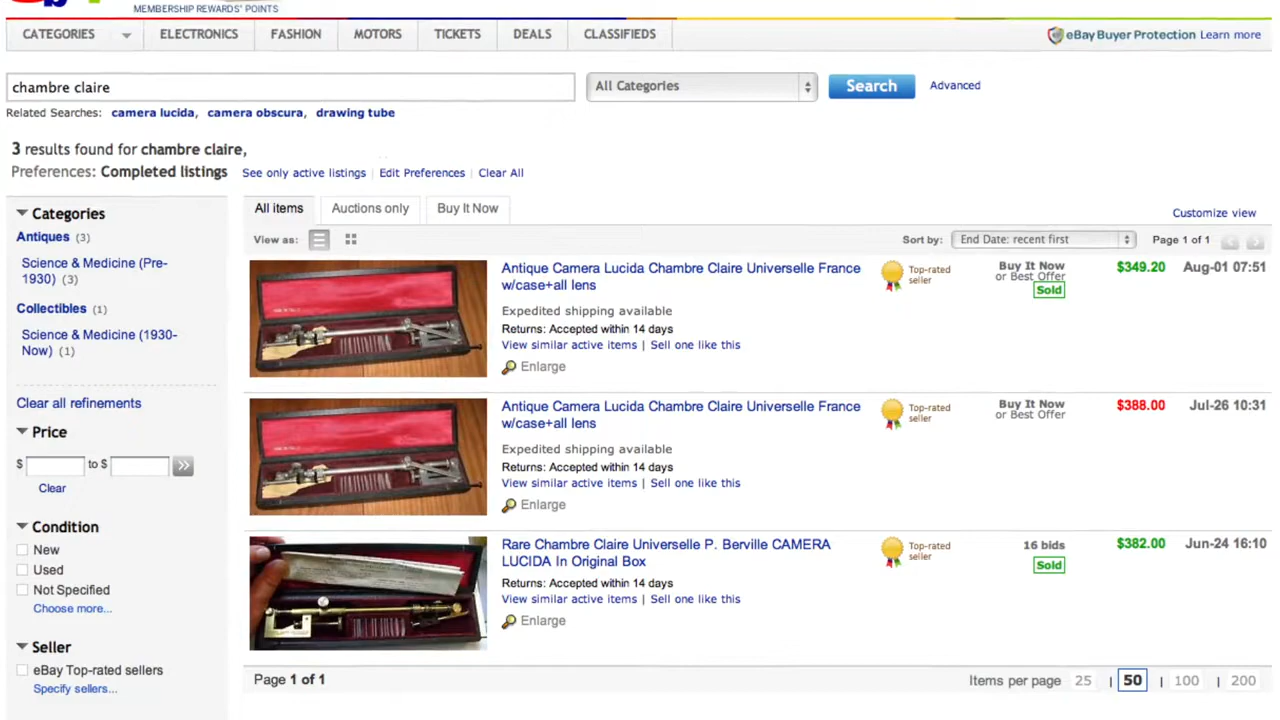 MEMBERSHIP REWARDS® POINTS
CATEGORIES ELECTRONICS FASHION MOTORS TICKETS DEALS CLASSIFIEDS
eBay Buyer Protection Learn more
chambre claire All Categories Search Advanced
Related Searches: camera lucida, camera obscura, drawing tube
3 results found for chambre claire,
Preferences: Completed listings See only active listings | Edit Preferences | Clear All
Categories
Antiques (3)
Science & Medicine (Pre-
1930) (3)
Collectibles (1)
Science & Medicine (1930-
Now) (1)
Clear all refinements
Price
$ to $
Clear
Condition
New
Used
Not Specified
Choose more...
Seller
eBay Top-rated sellers
Specify sellers...
All items Auctions only Buy It Now
Customize view
View as: Sort by: End Date: recent first Page 1 of 1
Antique Camera Lucida Chambre Claire Universelle France
w/case+all lens
Expedited shipping available
Returns: Accepted within 14 days
View similar active items | Sell one like this
Enlarge
Top-rated
seller
Buy It Now
or Best Offer
Sold
$349.20
Aug-01 07:51
Antique Camera Lucida Chambre Claire Universelle France
w/case+all lens
Expedited shipping available
Returns: Accepted within 14 days
View similar active items | Sell one like this
Enlarge
Top-rated
seller
Buy It Now
or Best Offer
$388.00
Jul-26 10:31
Rare Chambre Claire Universelle P. Berville CAMERA
LUCIDA In Original Box
Returns: Accepted within 14 days
View similar active items | Sell one like this
Enlarge
Top-rated
seller
16 bids
Sold
$382.00
Jun-24 16:10
Page 1 of 1
Items per page 25 | 50 | 100 | 200